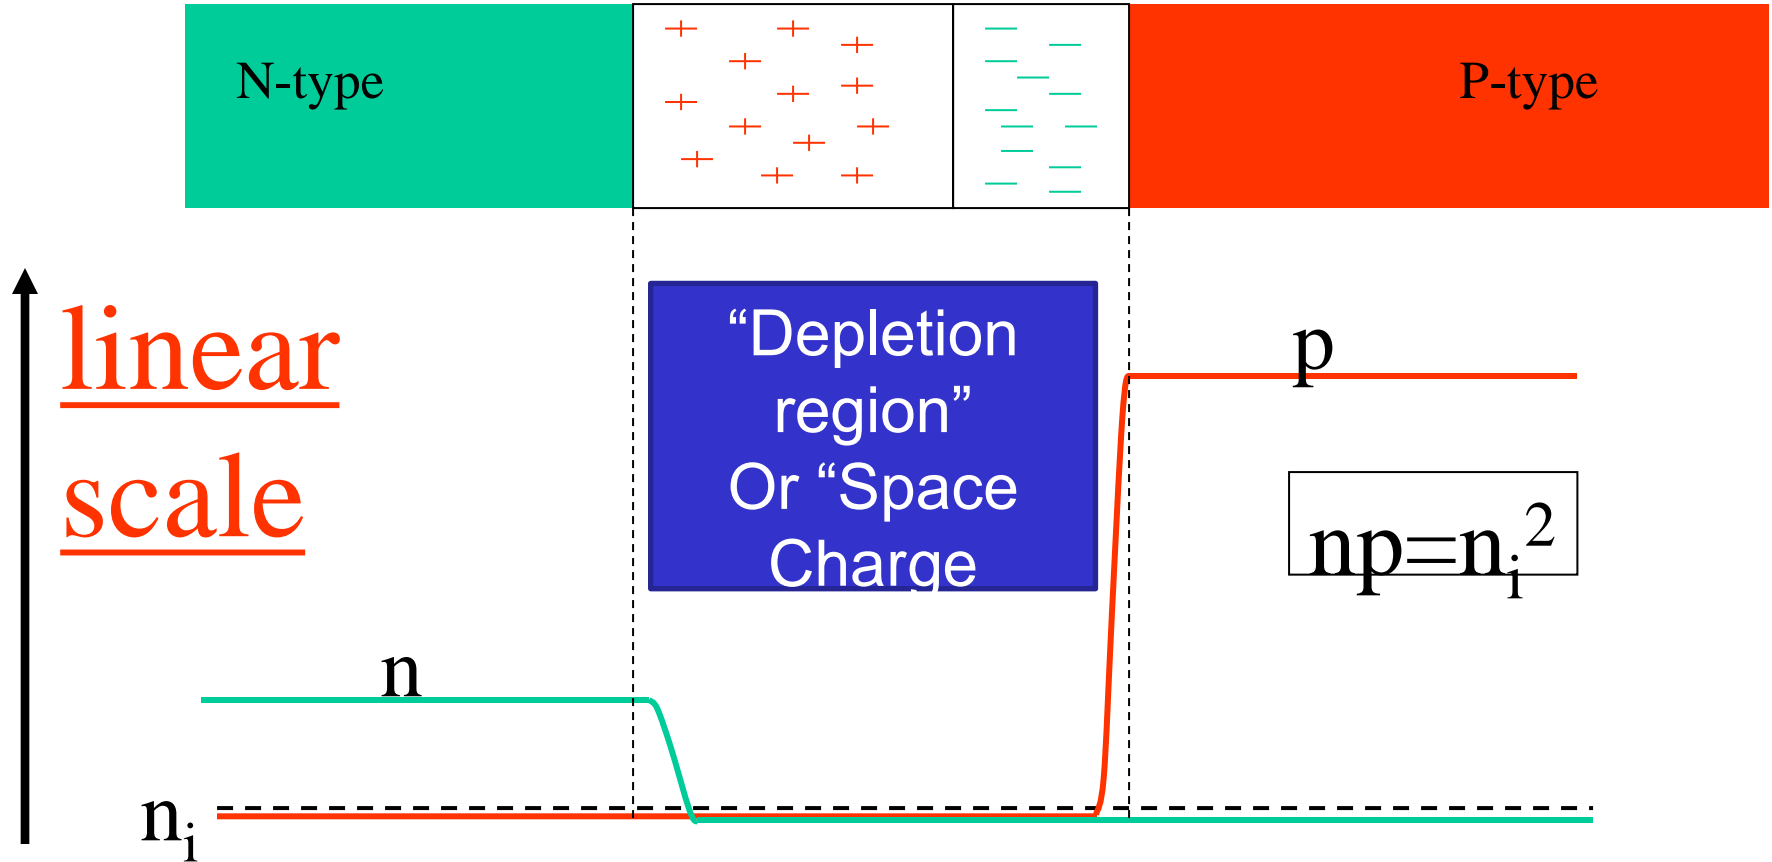 N-type
P-type
linear
scale
“Depletion
region”
Or “Space
Charge
p
np=nᵢ²
n
nᵢ